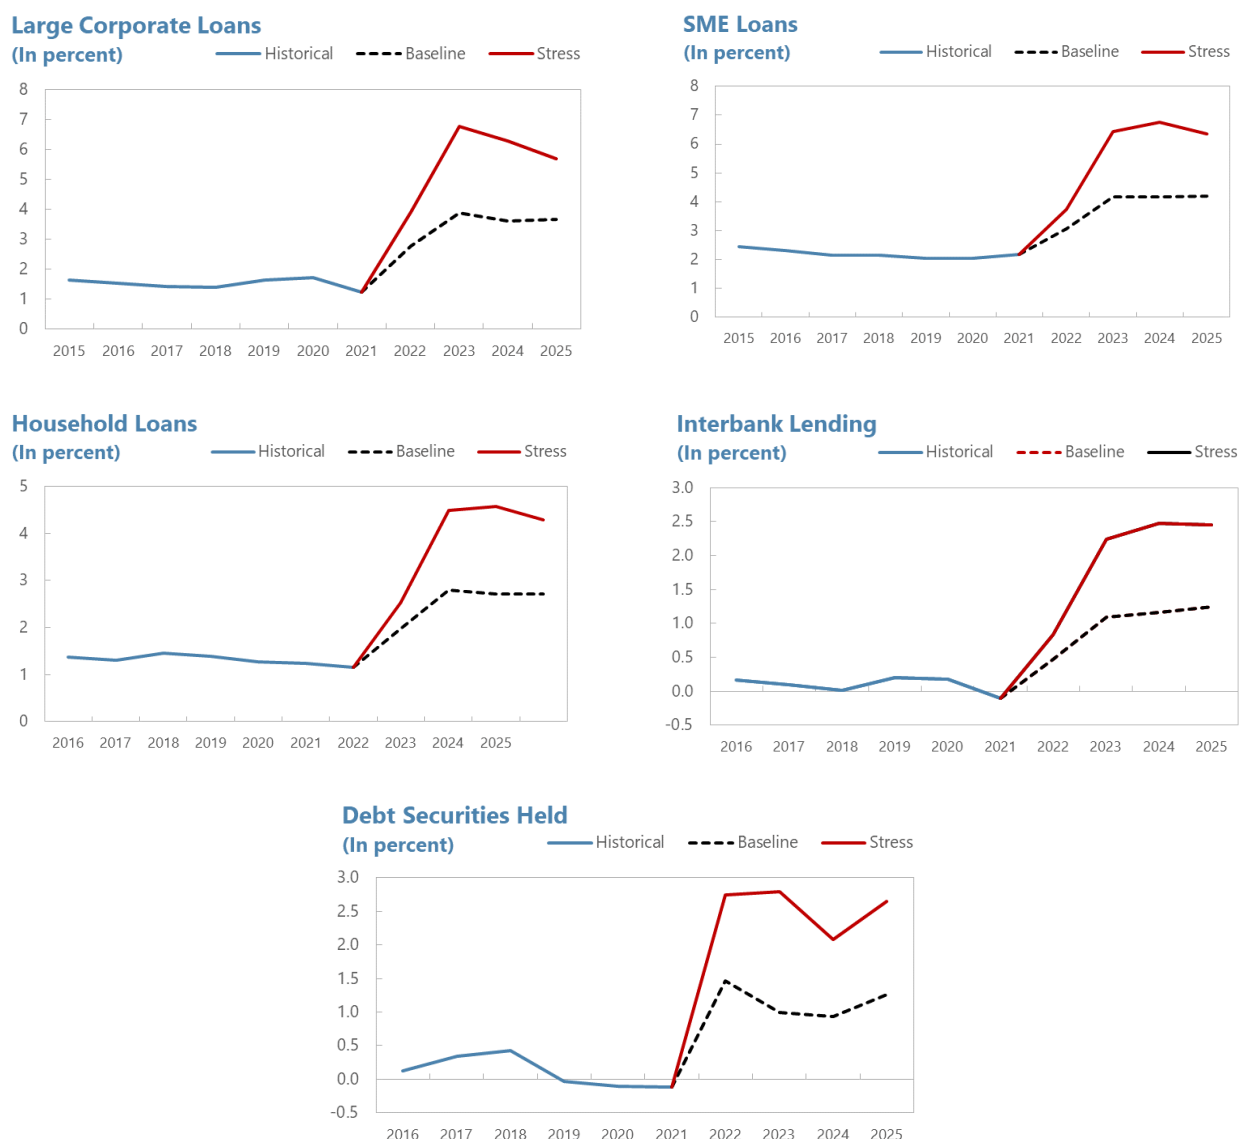 Large Corporate Loans
(In percent)
Historical Baseline Stress
8
7
6
5
4
3
2
1
0
2015 2016 2017 2018 2019 2020 2021 2022 2023 2024 2025
SME Loans
(In percent)
Historical Baseline Stress
8
7
6
5
4
3
2
1
0
2015 2016 2017 2018 2019 2020 2021 2022 2023 2024 2025
Household Loans
(In percent)
Historical Baseline Stress
5
4
3
2
1
0
2016 2017 2018 2019 2020 2021 2022 2023 2024 2025
Interbank Lending
(In percent)
Historical Baseline Stress
3.0
2.5
2.0
1.5
1.0
0.5
0.0
-0.5
2016 2017 2018 2019 2020 2021 2022 2023 2024 2025
Debt Securities Held
(In percent)
Historical Baseline Stress
3.0
2.5
2.0
1.5
1.0
0.5
0.0
-0.5
2016 2017 2018 2019 2020 2021 2022 2023 2024 2025